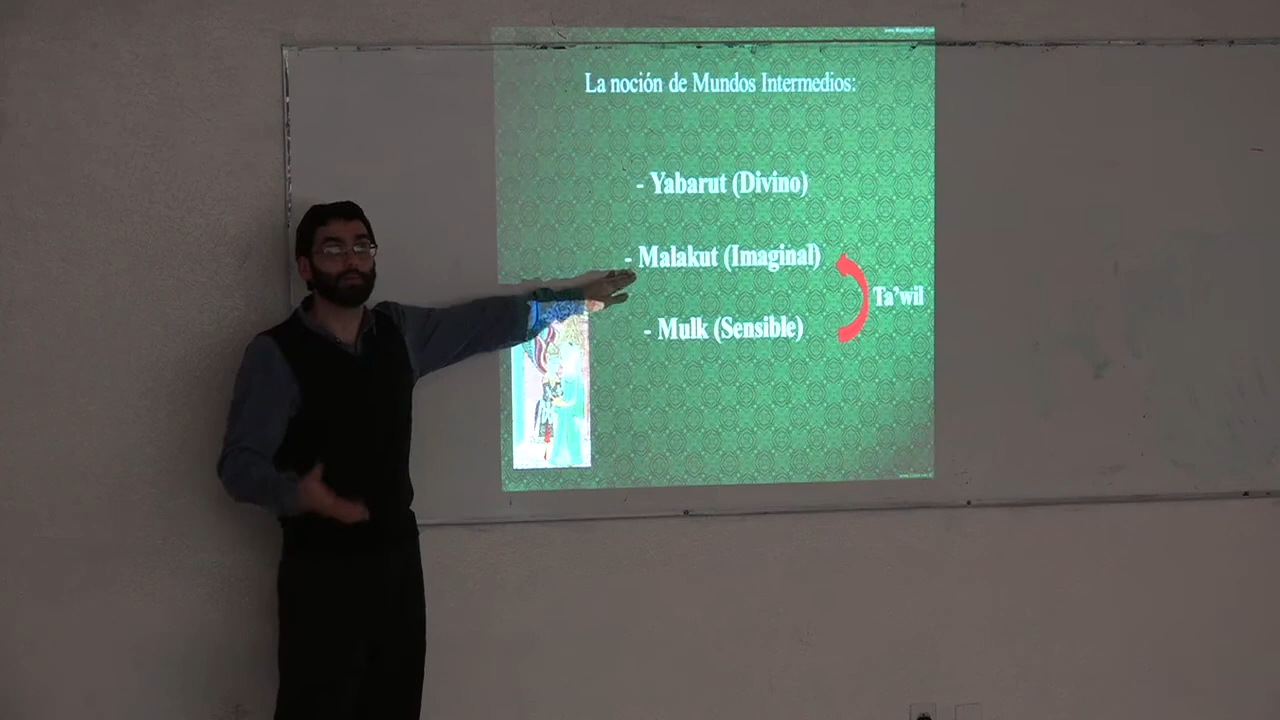 La noción de Mundos Intermedios:
- Yabarut (Divino)
- Malakut (Imaginal)
Ta'wil
- Mulk (Sensible)